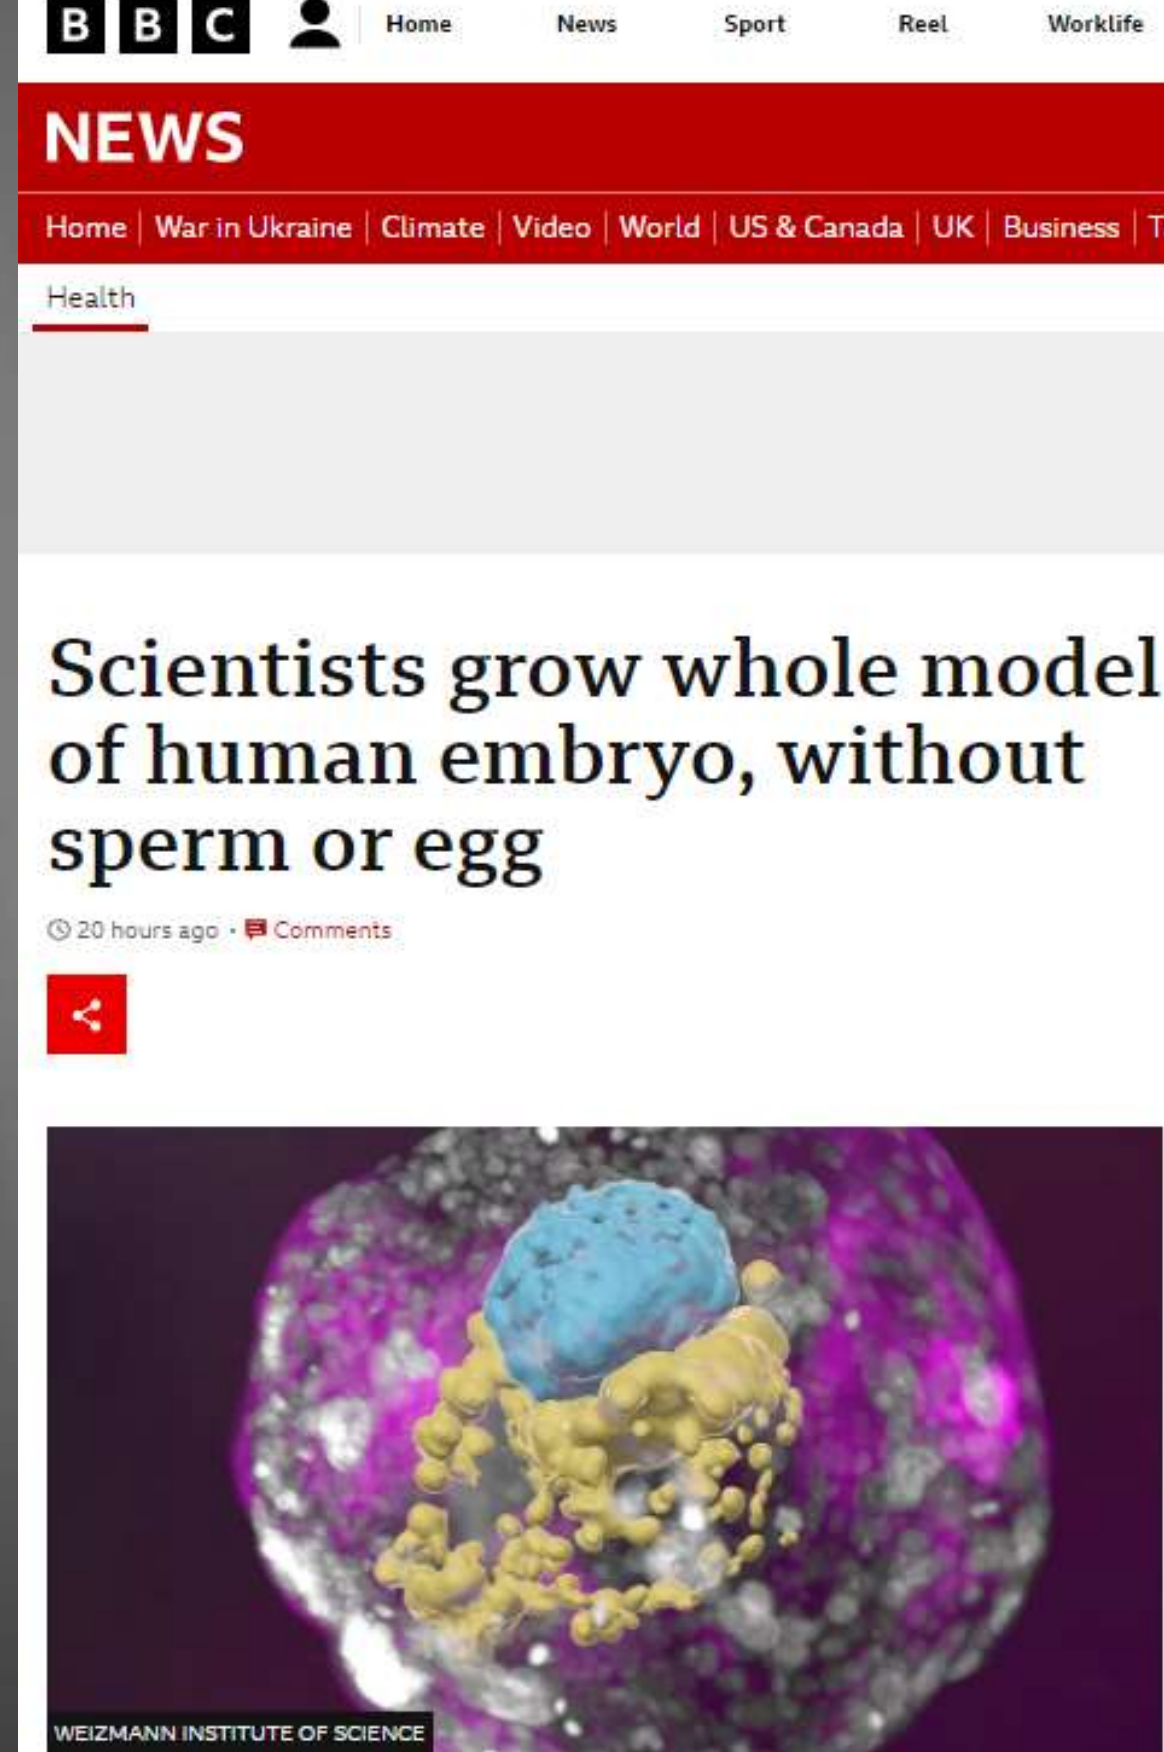 BBC Home News Sport Reel Worklife
NEWS
Home War in Ukraine Climate Video World US & Canada UK Business
Health
Scientists grow whole model
of human embryo, without
sperm or egg
20 hours ago · Comments
WEIZMANN INSTITUTE OF SCIENCE